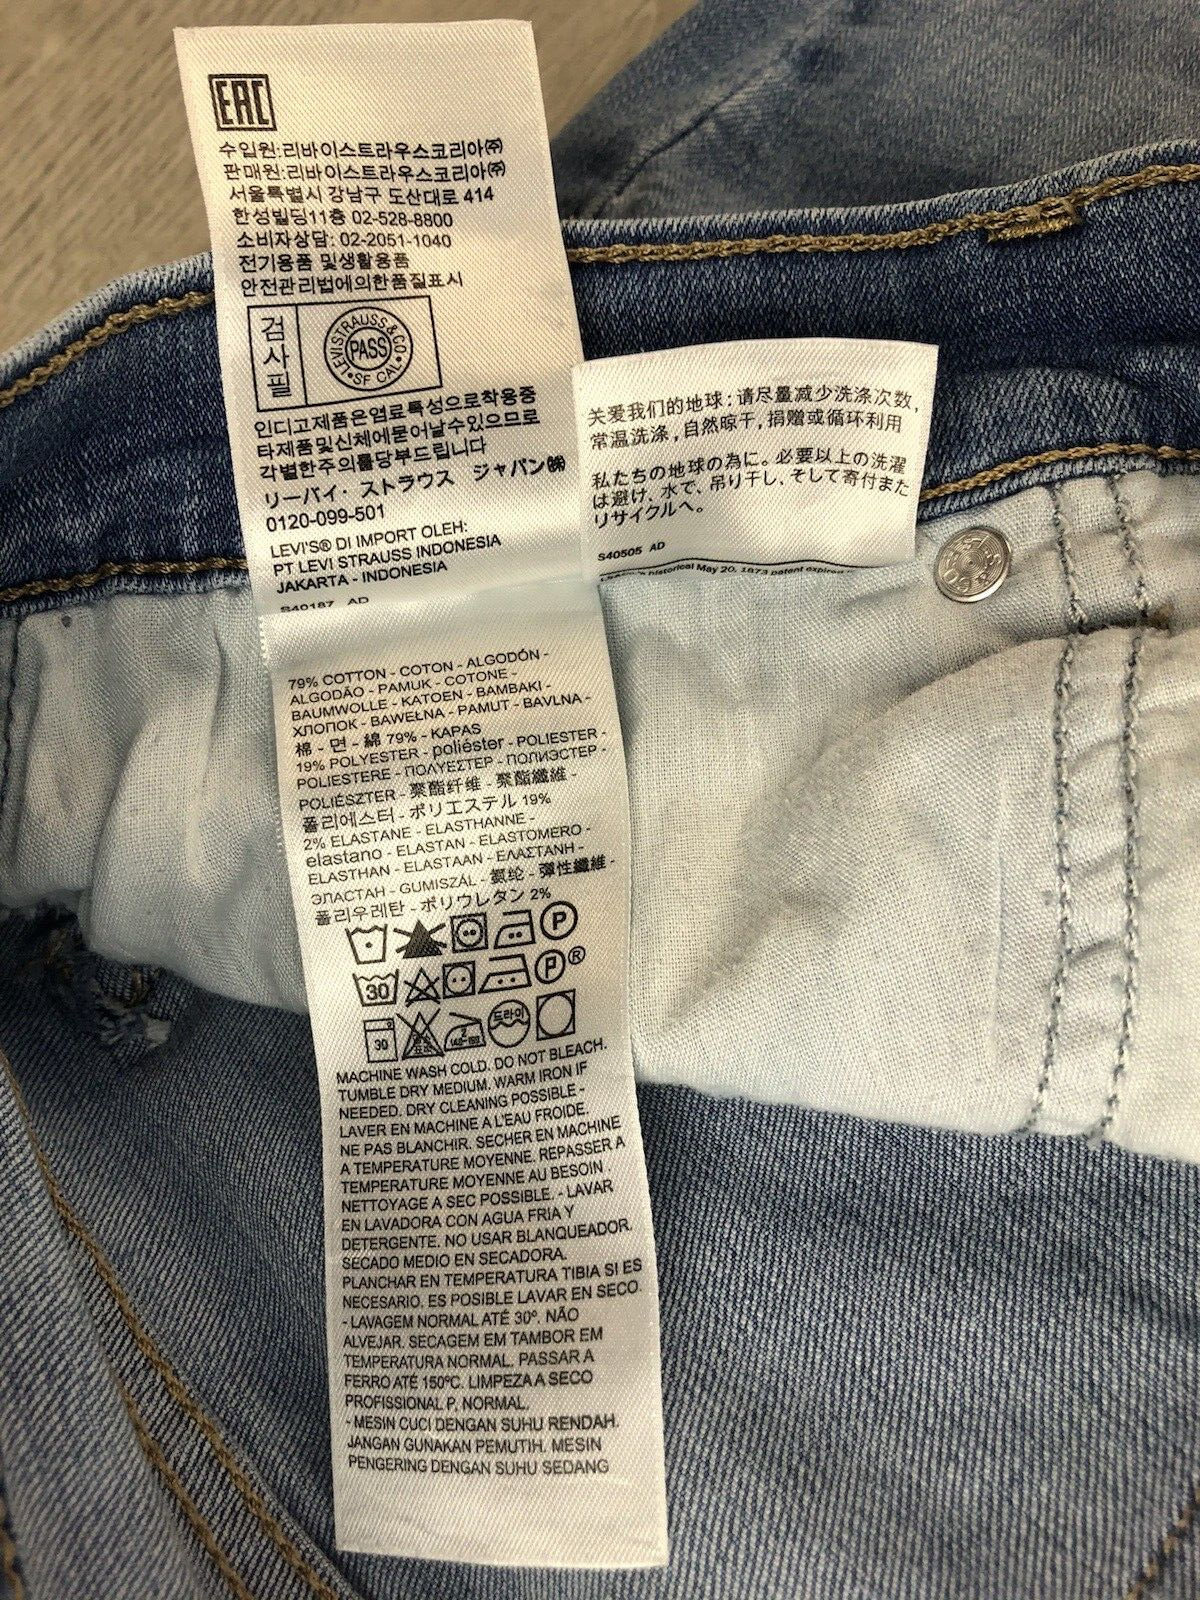 EAC
수입원:리바이스트라우스코리아㈜
판매원:리바이스트라우스코리아㈜
서울특별시 강남구 도산대로 414
한성빌딩11층 02-528-8800
소비자상담: 02-2051-1040
전기용품 및생활용품
안전관리법에의한품질표시
검사필
LEVI STRAUSS & CO
PASS
SF CAL
인디고제품은염료특성으로착용중
타제품및신체에묻어날수있으므로
각별한주의를당부드립니다
リーバイ・ストラウス ジャパン㈱
0120-099-501
LEVI'S® DI IMPORT OLEH:
PT LEVI STRAUSS INDONESIA
JAKARTA - INDONESIA
S40187 AD
关爱我们的地球:请尽量减少洗涤次数,
常温洗涤,自然晾干,捐赠或循环利用
私たちの地球の為に。必要以上の洗濯
は避け、水で、吊り干し、そして寄付また
リサイクルへ。
S40505 AD
historical May 20, 1873 patent expired
79% COTTON - COTON - ALGODÓN -
ALGODÃO - PAMUK - COTONE -
BAUMWOLLE - KATOEN - BAMBAKI -
ХЛОПОК - BAWEŁNA - PAMUT - BAVLNA -
棉 - 면 - 綿 79% - KAPAS
19% POLYESTER - poliéster - POLIESTER -
POLIESTERE - ΠΟΛΥΕΣΤΕΡ - ПОЛИЭСТЕР -
POLIÉSZTER - 聚酯纤维 - 聚酯纖維 -
폴리에스터 - ポリエステル 19%
2% ELASTANE - ELASTHANNE -
elastano - ELASTAN - ELASTOMERO -
ELASTHAN - ELASTAAN - ΕΛΑΣΤΑΝΗ -
ЭЛАСТАН - GUMISZÁL - 氨纶 - 彈性纖維 -
폴리우레탄 - ポリウレタン 2%
P
30 P®
30 드라이
MACHINE WASH COLD. DO NOT BLEACH.
TUMBLE DRY MEDIUM. WARM IRON IF
NEEDED. DRY CLEANING POSSIBLE -
LAVER EN MACHINE A L'EAU FROIDE.
NE PAS BLANCHIR. SECHER EN MACHINE
A TEMPERATURE MOYENNE. REPASSER A
TEMPERATURE MOYENNE AU BESOIN
NETTOYAGE A SEC POSSIBLE. - LAVAR
EN LAVADORA CON AGUA FRIA Y
DETERGENTE. NO USAR BLANQUEADOR.
SECADO MEDIO EN SECADORA.
PLANCHAR EN TEMPERATURA TIBIA SI ES
NECESARIO. ES POSIBLE LAVAR EN SECO.
- LAVAGEM NORMAL ATÉ 30º. NÃO
ALVEJAR. SECAGEM EM TAMBOR EM
TEMPERATURA NORMAL. PASSAR A
FERRO ATÉ 150ºC. LIMPEZA A SECO
PROFISSIONAL P, NORMAL.
- MESIN CUCI DENGAN SUHU RENDAH.
JANGAN GUNAKAN PEMUTIH. MESIN
PENGERING DENGAN SUHU SEDANG